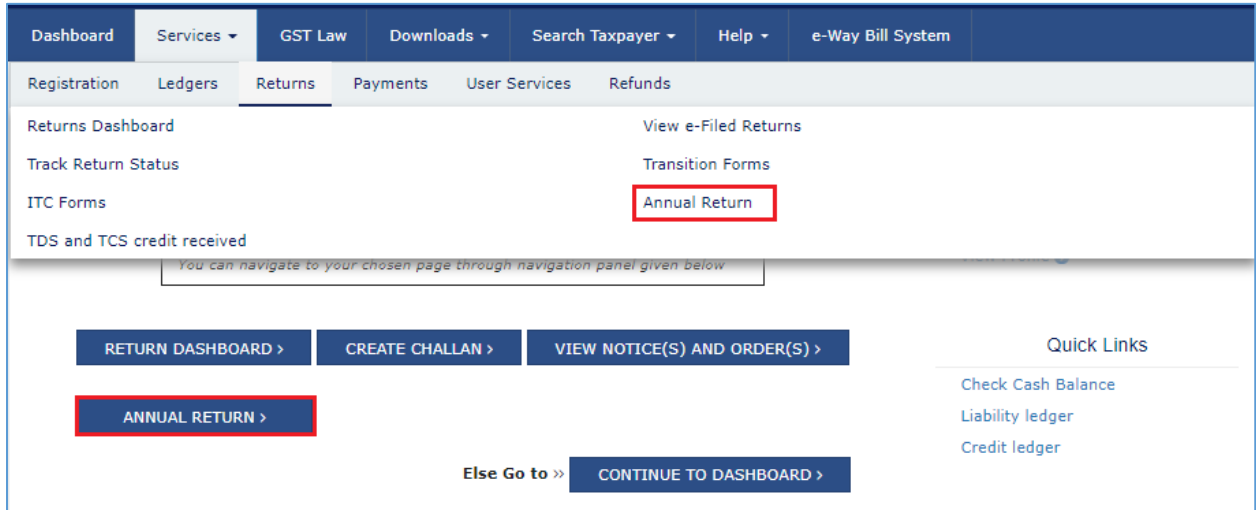 Dashboard Services GST Law Downloads Search Taxpayer Help e-Way Bill System
Registration Ledgers Returns Payments User Services Refunds
Returns Dashboard View e-Filed Returns
Track Return Status Transition Forms
ITC Forms Annual Return
TDS and TCS credit received
You can navigate to your chosen page through navigation panel given below
RETURN DASHBOARD > CREATE CHALLAN > VIEW NOTICE(S) AND ORDER(S) > Quick Links
Check Cash Balance
ANNUAL RETURN > Liability ledger
Credit ledger
Else Go to » CONTINUE TO DASHBOARD >